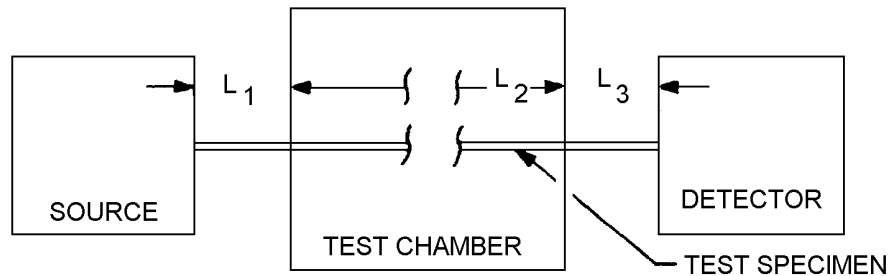 L1
L2
L3
SOURCE
TEST CHAMBER
DETECTOR
TEST SPECIMEN